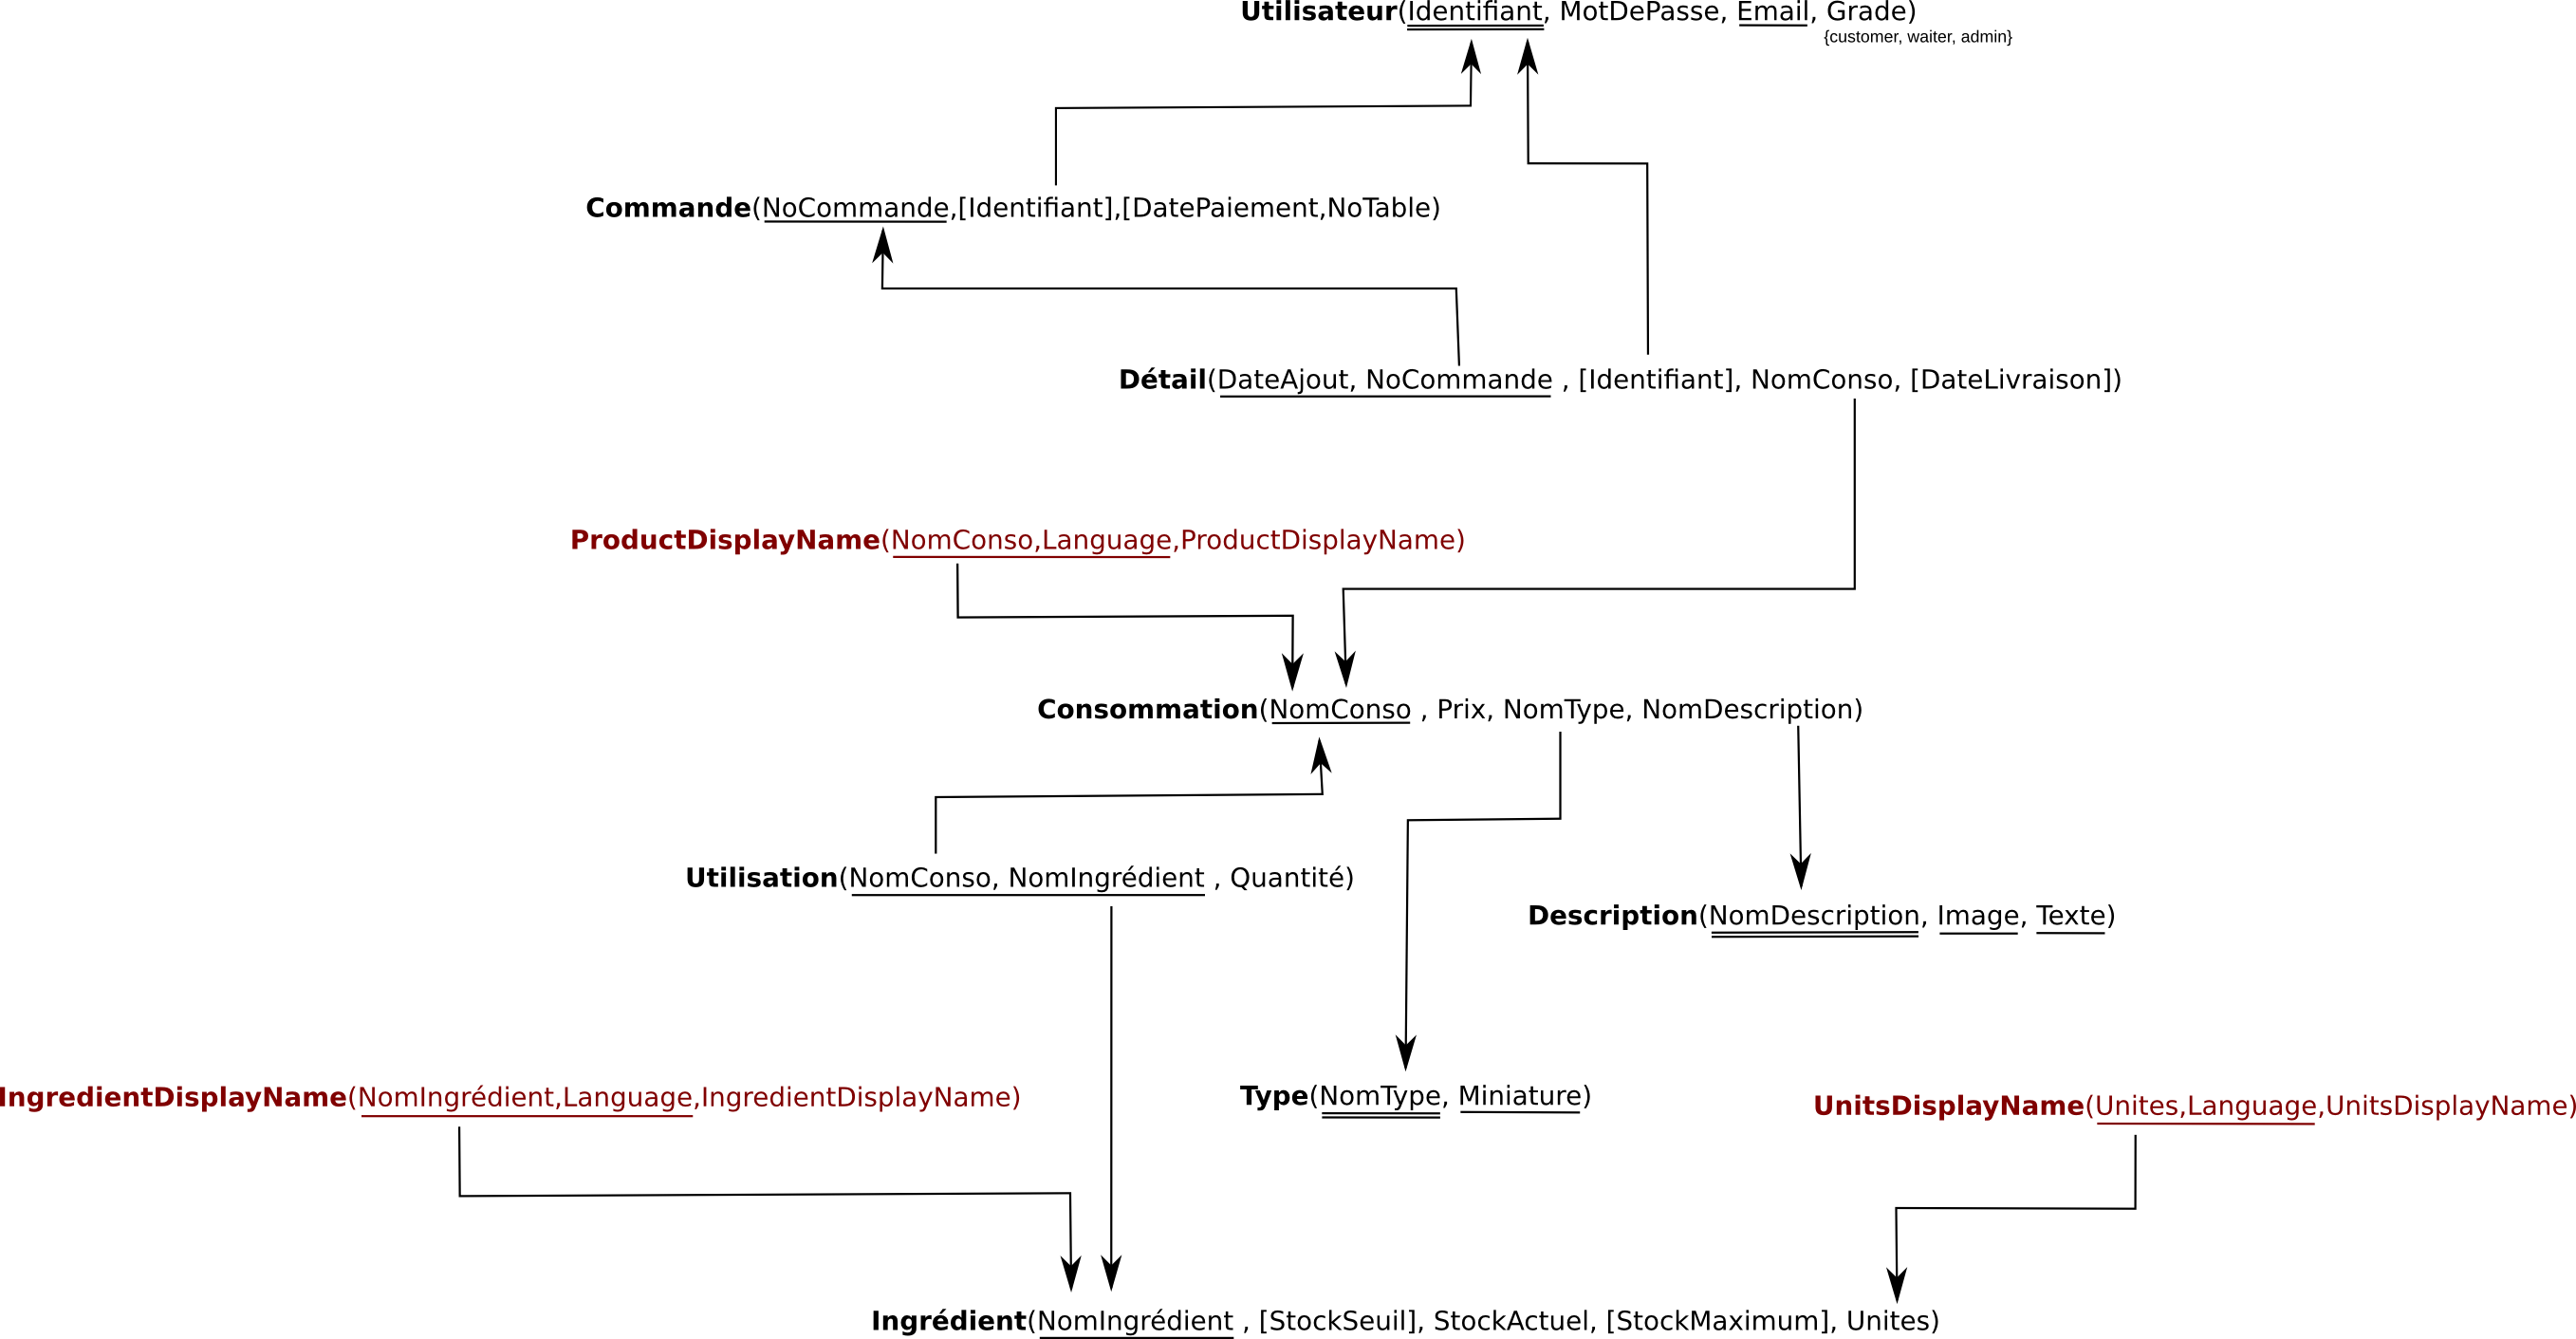 Utilisateur(Identifiant, MotDePasse, Email, Grade)
{customer, waiter, admin}
Commande(NoCommande,[Identifiant],[DatePaiement,NoTable)
Détail(DateAjout, NoCommande , [Identifiant], NomConso, [DateLivraison])
ProductDisplayName(NomConso,Language,ProductDisplayName)
Consommation(NomConso , Prix, NomType, NomDescription)
Utilisation(NomConso, NomIngrédient , Quantité)
Description(NomDescription, Image, Texte)
IngredientDisplayName(NomIngrédient,Language,IngredientDisplayName)
Type(NomType, Miniature)
UnitsDisplayName(Unites,Language,UnitsDisplayName)
Ingrédient(NomIngrédient , [StockSeuil], StockActuel, [StockMaximum], Unites)